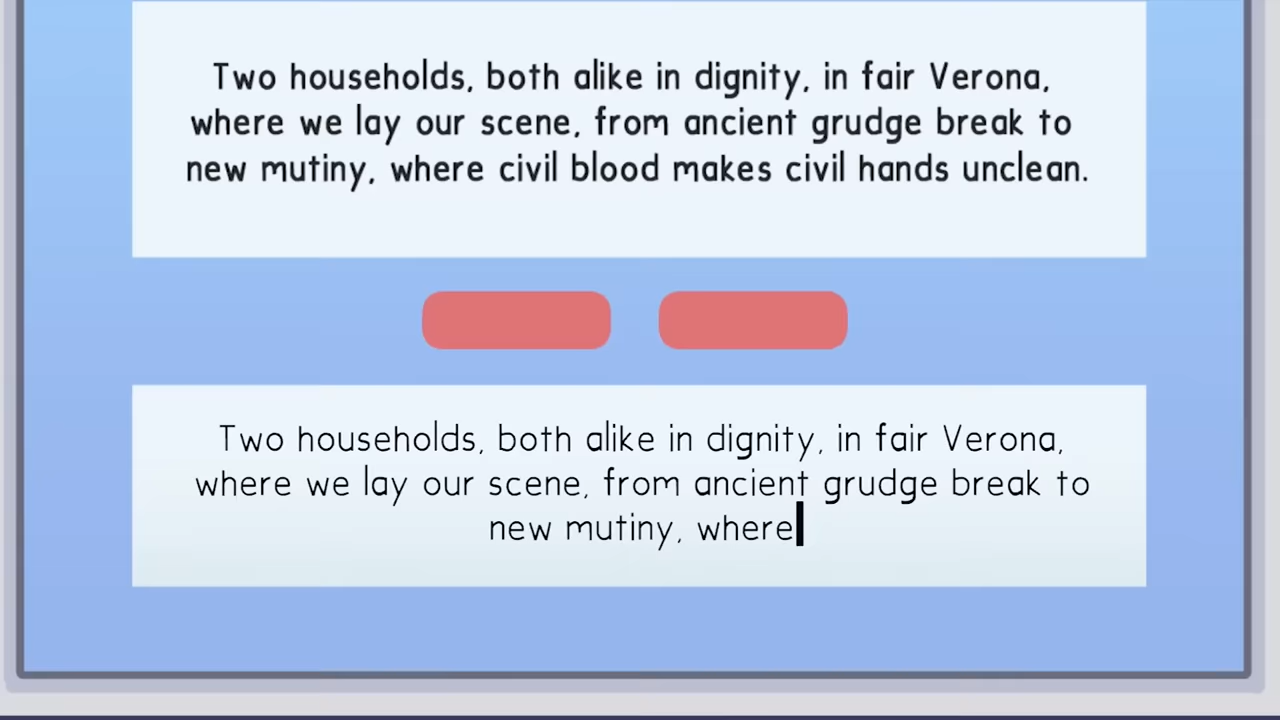 Two households, both alike in dignity, in fair Verona,
where we lay our scene, from ancient grudge break to
new mutiny, where civil blood makes civil hands unclean.
Two households, both alike in dignity, in fair Verona,
where we lay our scene, from ancient grudge break to
new mutiny, where